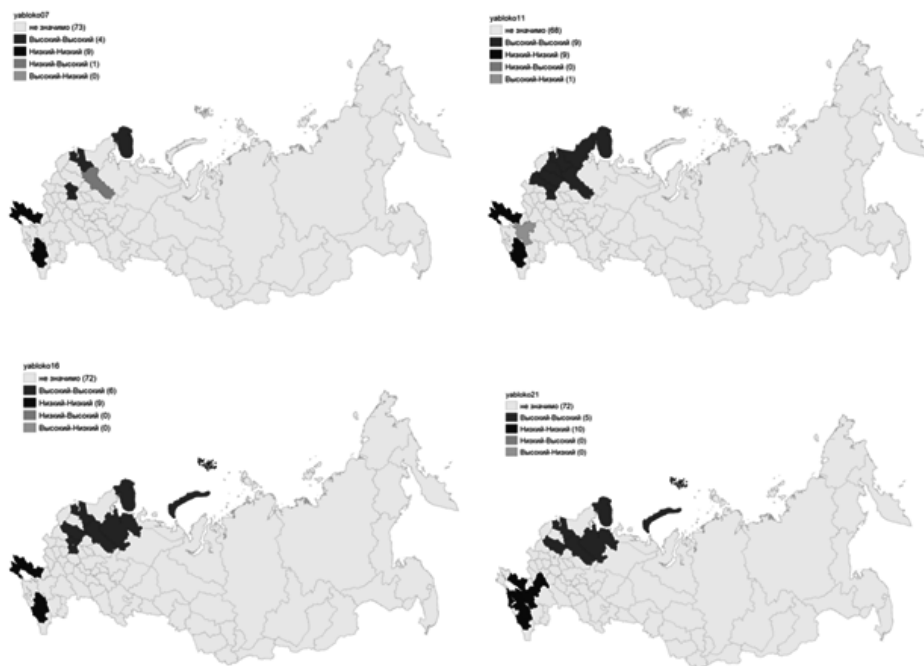 yabloko07
не значимо (73)
Высокий-Высокий (4)
Низкий-Низкий (9)
Низкий-Высокий (1)
Высокий-Низкий (0)
yabloko11
не значимо (68)
Высокий-Высокий (9)
Низкий-Низкий (9)
Низкий-Высокий (0)
Высокий-Низкий (1)
yabloko16
не значимо (72)
Высокий-Высокий (6)
Низкий-Низкий (9)
Низкий-Высокий (0)
Высокий-Низкий (0)
yabloko21
не значимо (72)
Высокий-Высокий (5)
Низкий-Низкий (10)
Низкий-Высокий (0)
Высокий-Низкий (0)